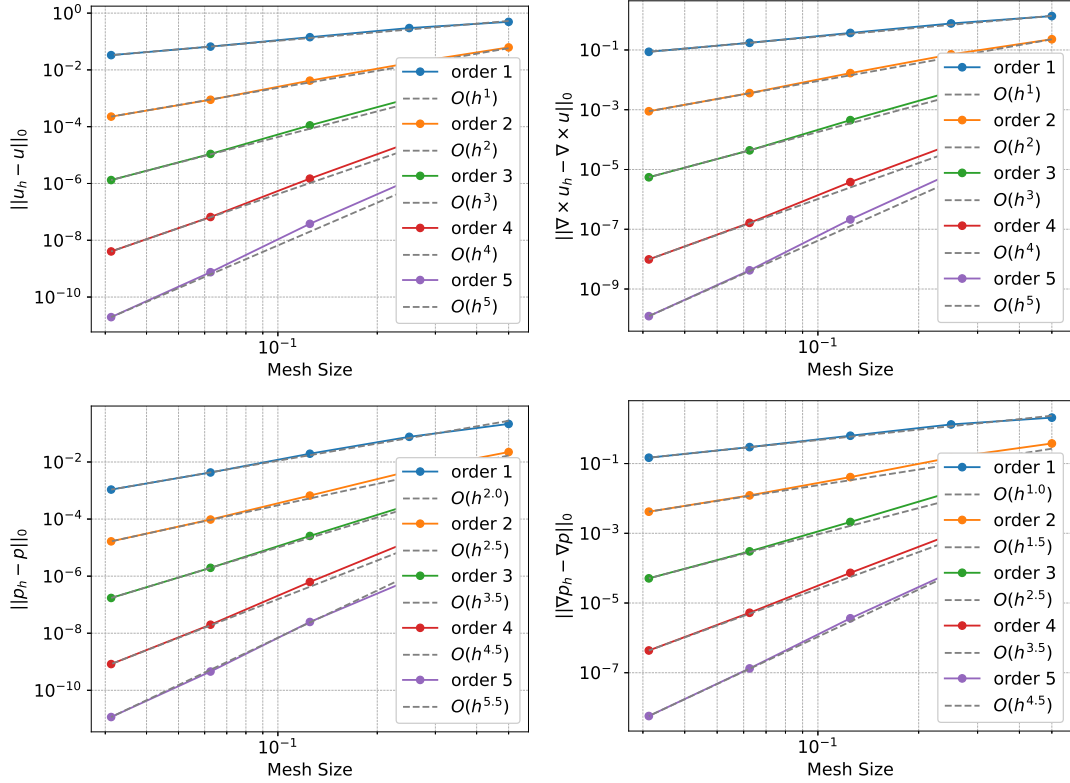 10^0
10^{-2}
10^{-4}
10^{-6}
10^{-8}
10^{-10}
||u_h − u||_0
10^{-1}
Mesh Size
order 1
O(h^1)
order 2
O(h^2)
order 3
O(h^3)
order 4
O(h^4)
order 5
O(h^5)
10^{-1}
10^{-3}
10^{-5}
10^{-7}
10^{-9}
||∇ × u_h − ∇ × u||_0
10^{-1}
Mesh Size
order 1
O(h^1)
order 2
O(h^2)
order 3
O(h^3)
order 4
O(h^4)
order 5
O(h^5)
10^{-2}
10^{-4}
10^{-6}
10^{-8}
10^{-10}
||p_h − p||_0
10^{-1}
Mesh Size
order 1
O(h^{2.0})
order 2
O(h^{2.5})
order 3
O(h^{3.5})
order 4
O(h^{4.5})
order 5
O(h^{5.5})
10^{-1}
10^{-3}
10^{-5}
10^{-7}
||∇p_h − ∇p||_0
10^{-1}
Mesh Size
order 1
O(h^{1.0})
order 2
O(h^{1.5})
order 3
O(h^{2.5})
order 4
O(h^{3.5})
order 5
O(h^{4.5})